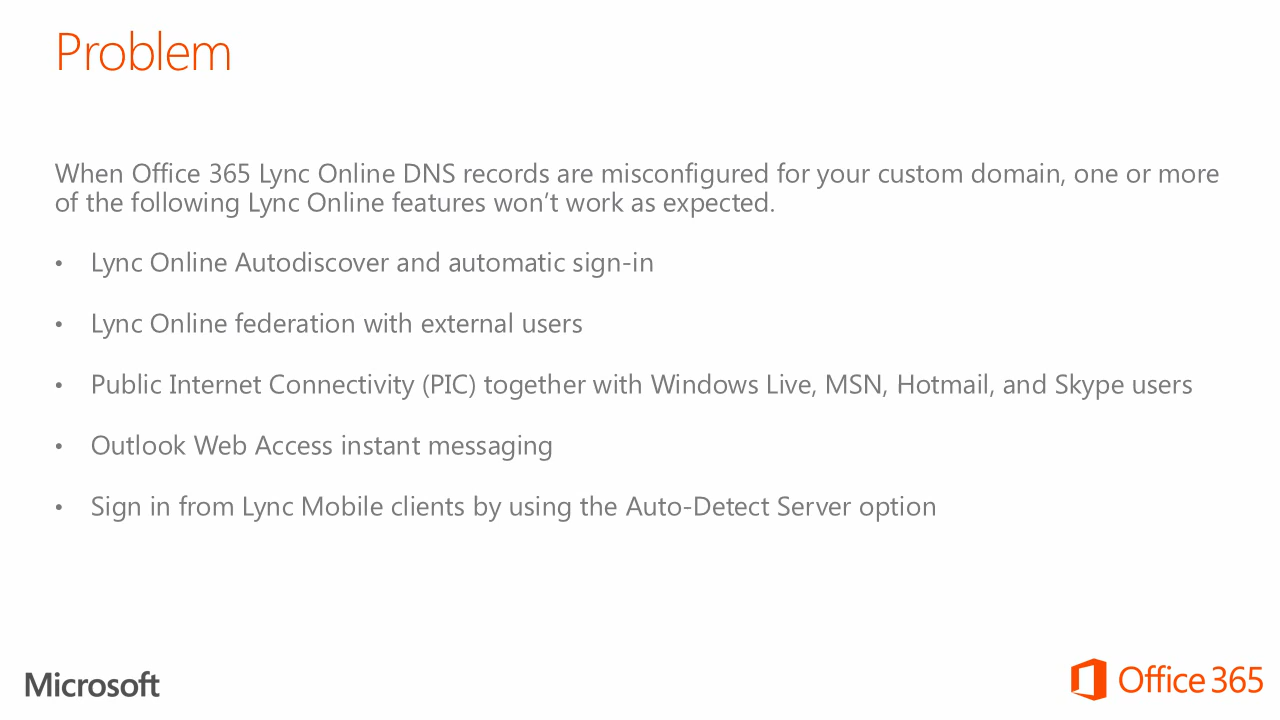 Problem
When Office 365 Lync Online DNS records are misconfigured for your custom domain, one or more
of the following Lync Online features won’t work as expected.
• Lync Online Autodiscover and automatic sign-in
• Lync Online federation with external users
• Public Internet Connectivity (PIC) together with Windows Live, MSN, Hotmail, and Skype users
• Outlook Web Access instant messaging
• Sign in from Lync Mobile clients by using the Auto-Detect Server option
Microsoft
Office 365